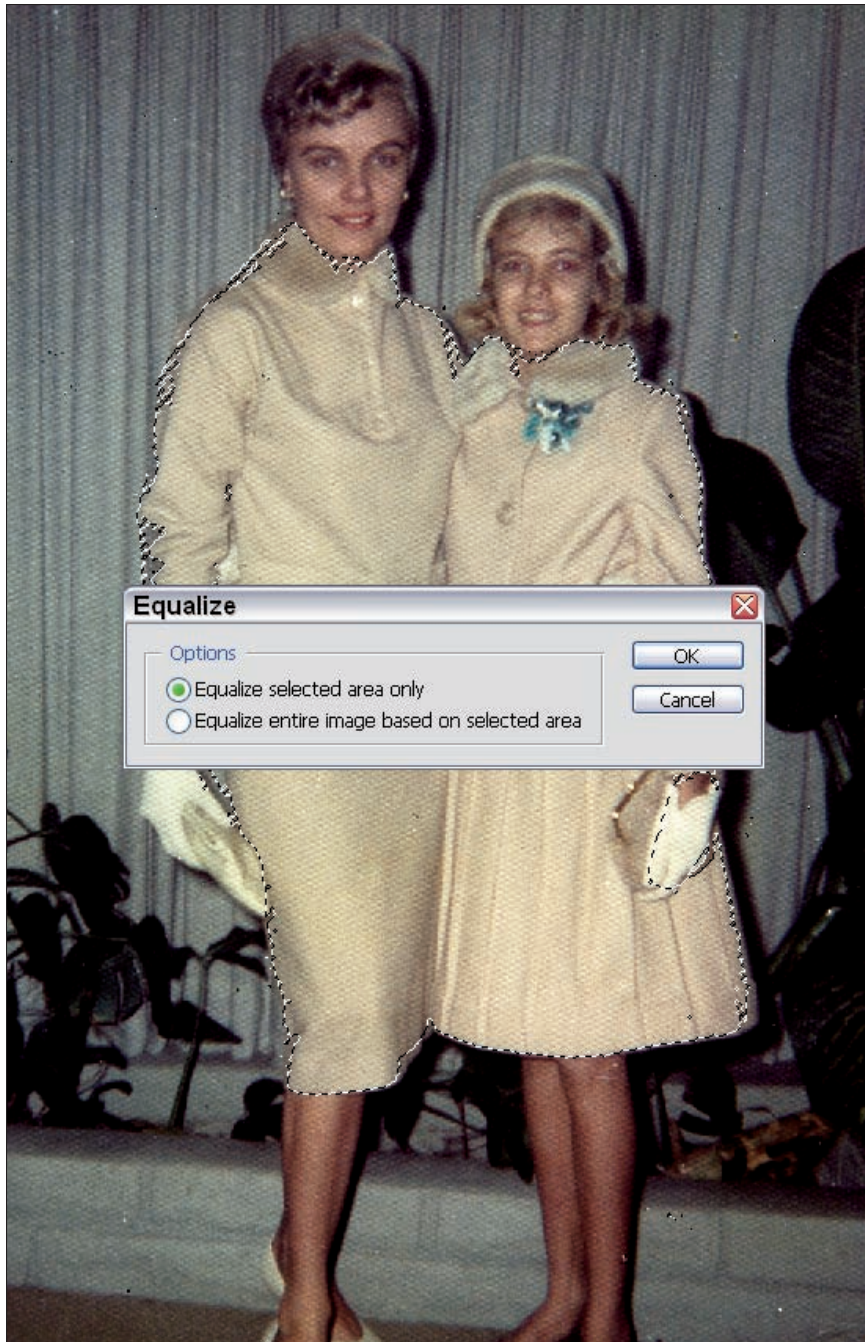 Equalize
Options
OK
Equalize selected area only
Cancel
Equalize entire image based on selected area